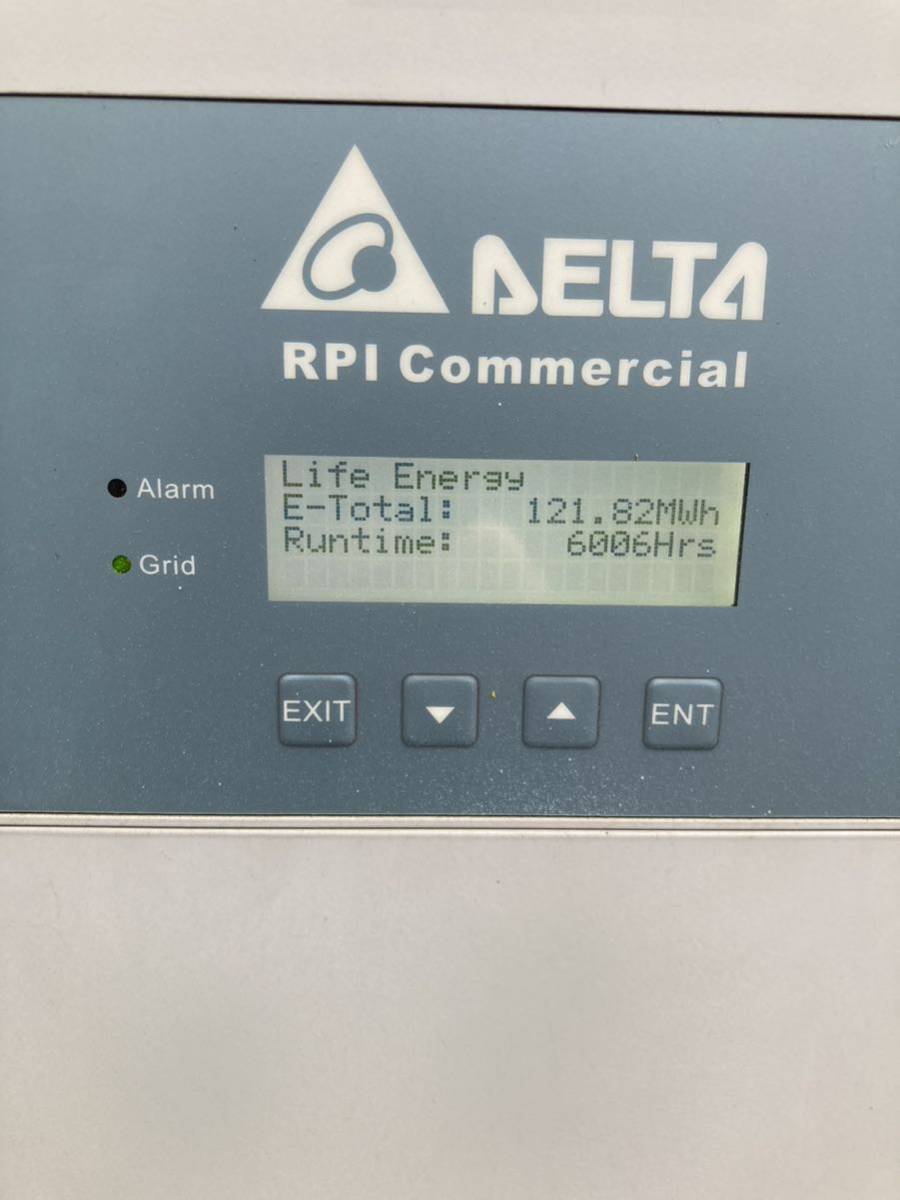 DELTA
RPI Commercial
Life Energy
Alarm
E-Total: 121.82MWh
Runtime: 6006Hrs
Grid
EXIT ▼ ▲ ENT